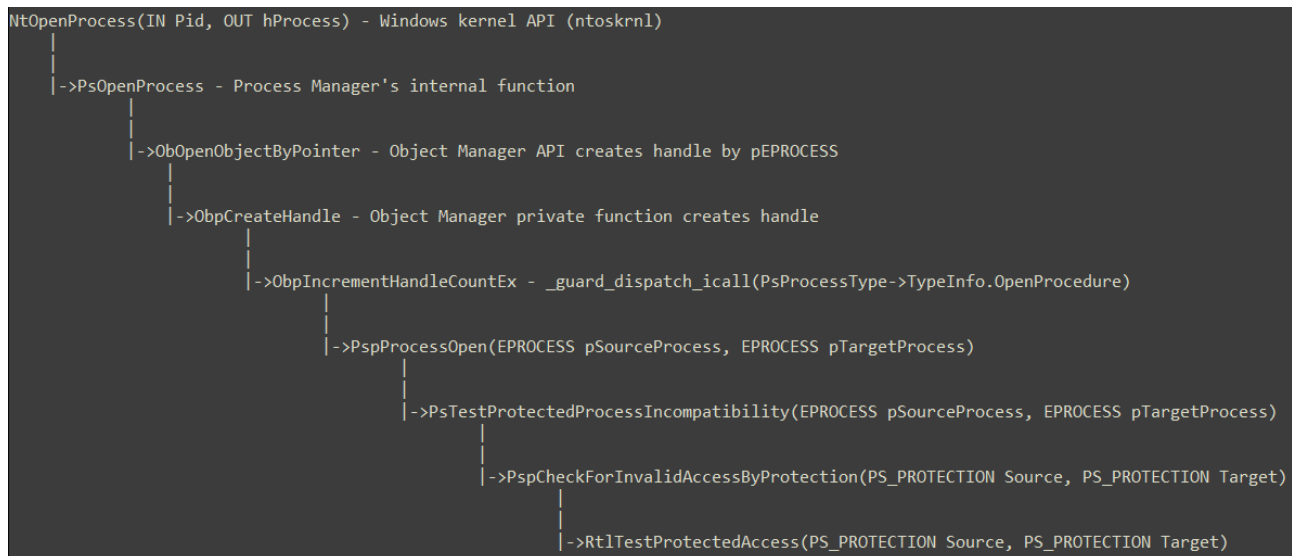 NtOpenProcess(IN Pid, OUT hProcess) - Windows kernel API (ntoskrnl)
|->PsOpenProcess - Process Manager's internal function
|->ObOpenObjectByPointer - Object Manager API creates handle by pEPROCESS
|->ObpCreateHandle - Object Manager private function creates handle
|->ObpIncrementHandleCountEx - _guard_dispatch_icall(PsProcessType->TypeInfo.OpenProcedure)
|->PspProcessOpen(EPROCESS pSourceProcess, EPROCESS pTargetProcess)
|->PsTestProtectedProcessIncompatibility(EPROCESS pSourceProcess, EPROCESS pTargetProcess)
|->PspCheckForInvalidAccessByProtection(PS_PROTECTION Source, PS_PROTECTION Target)
|->RtlTestProtectedAccess(PS_PROTECTION Source, PS_PROTECTION Target)